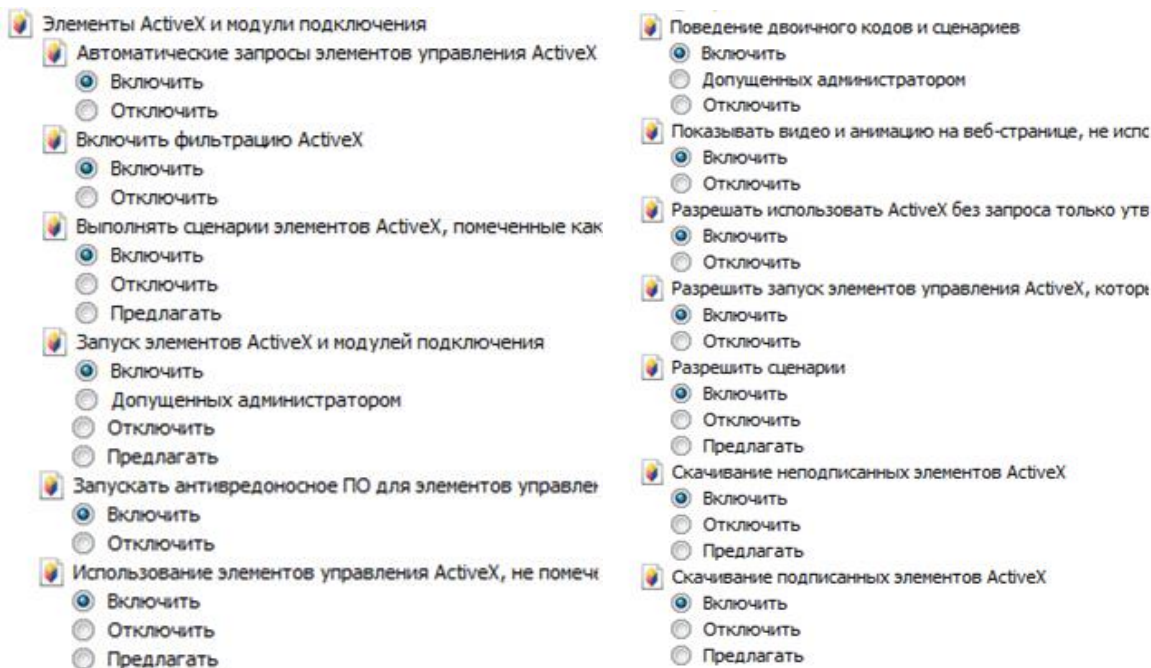 Элементы ActiveX и модули подключения
Автоматические запросы элементов управления ActiveX
Включить
Отключить
Включить фильтрацию ActiveX
Включить
Отключить
Выполнять сценарии элементов ActiveX, помеченные как
Включить
Отключить
Предлагать
Запуск элементов ActiveX и модулей подключения
Включить
Допущенных администратором
Отключить
Предлагать
Запускать антивредоносное ПО для элементов управлен
Включить
Отключить
Использование элементов управления ActiveX, не помече
Включить
Отключить
Предлагать
Поведение двоичного кодов и сценариев
Включить
Допущенных администратором
Отключить
Показывать видео и анимацию на веб-странице, не испо
Включить
Отключить
Разрешать использовать ActiveX без запроса только утв
Включить
Отключить
Разрешить запуск элементов управления ActiveX, которы
Включить
Отключить
Разрешить сценарии
Включить
Отключить
Предлагать
Скачивание неподписанных элементов ActiveX
Включить
Отключить
Предлагать
Скачивание подписанных элементов ActiveX
Включить
Отключить
Предлагать